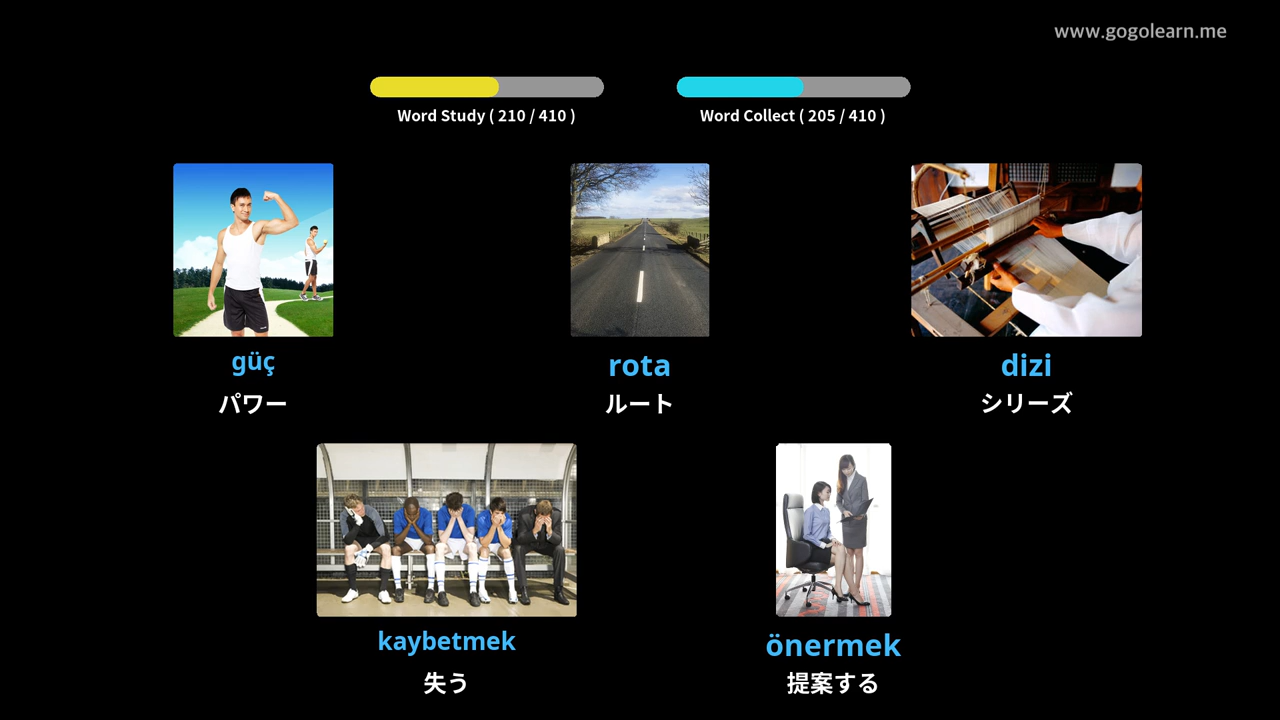 www.gogolearn.me
Word Study ( 210 / 410 )
Word Collect ( 205 / 410 )
güç
パワー
rota
ルート
dizi
シリーズ
kaybetmek
失う
önermek
提案する